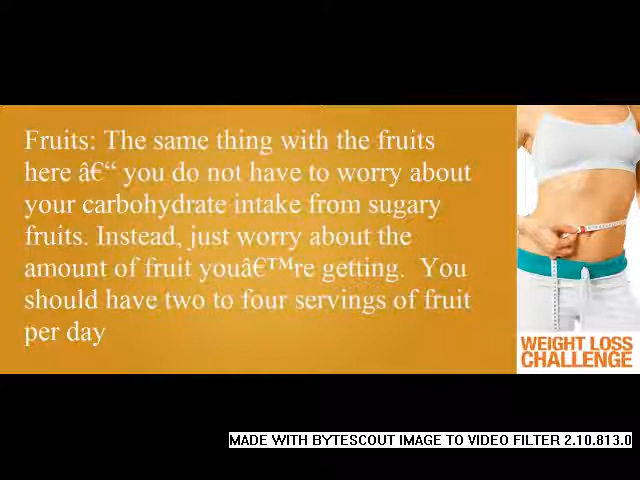 Fruits: The same thing with the fruits
here â€“ you do not have to worry about
your carbohydrate intake from sugary
fruits. Instead, just worry about the
amount of fruit youâ€™re getting.  You
should have two to four servings of fruit
per day
WEIGHT LOSS
CHALLENGE
MADE WITH BYTESCOUT IMAGE TO VIDEO FILTER 2.10.813.0